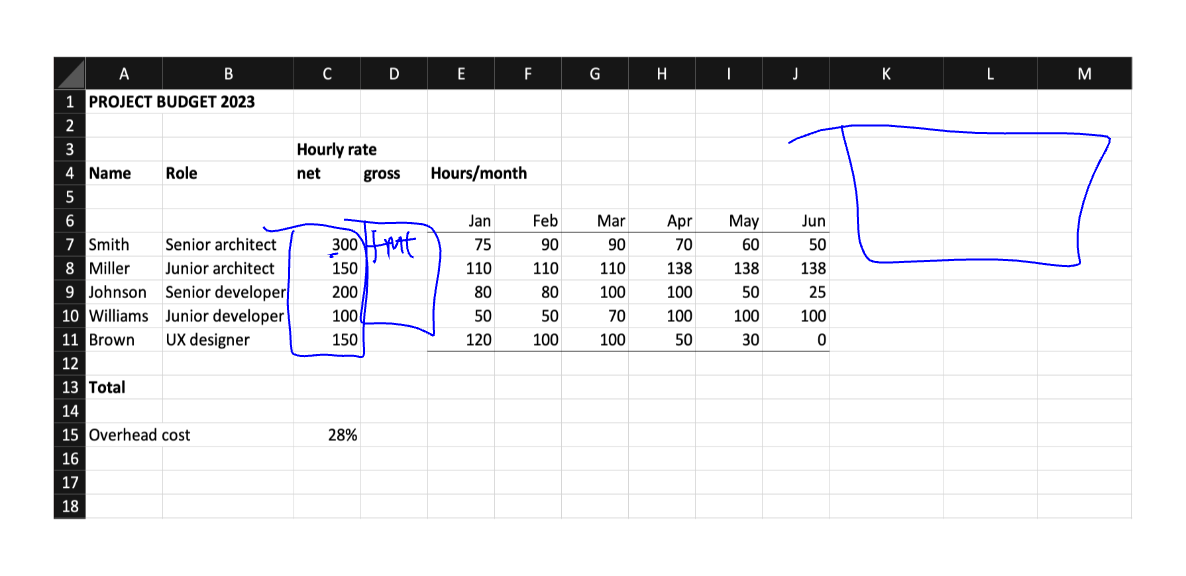 A B C D E F G H I J K L M
1 PROJECT BUDGET 2023
2
3 Hourly rate
4 Name Role net gross Hours/month
5
6 Jan Feb Mar Apr May Jun
7 Smith Senior architect 300 75 90 90 70 60 50
8 Miller Junior architect 150 110 110 110 138 138 138
9 Johnson Senior developer 200 80 80 100 100 50 25
10 Williams Junior developer 100 50 50 70 100 100 100
11 Brown UX designer 150 120 100 100 50 30 0
12
13 Total
14
15 Overhead cost 28%
16
17
18